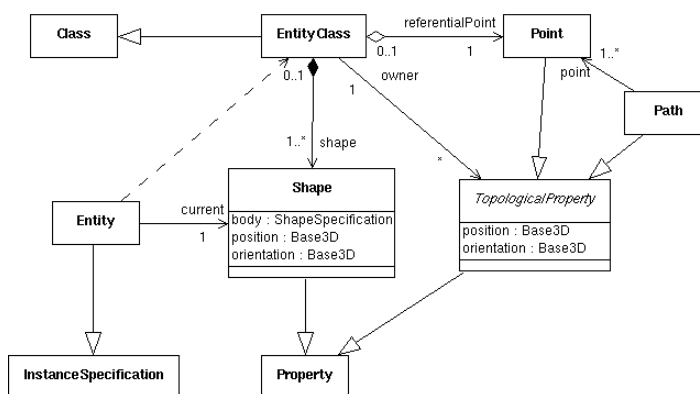 referentialPoint
Class
EntityClass
Point
0..1
0..1
1
1..*
owner
1
point
Path
1..*
shape
*
Shape
TopologicalProperty
Entity
current
1
body : ShapeSpecification
position : Base3D
orientation : Base3D
position : Base3D
orientation : Base3D
InstanceSpecification
Property